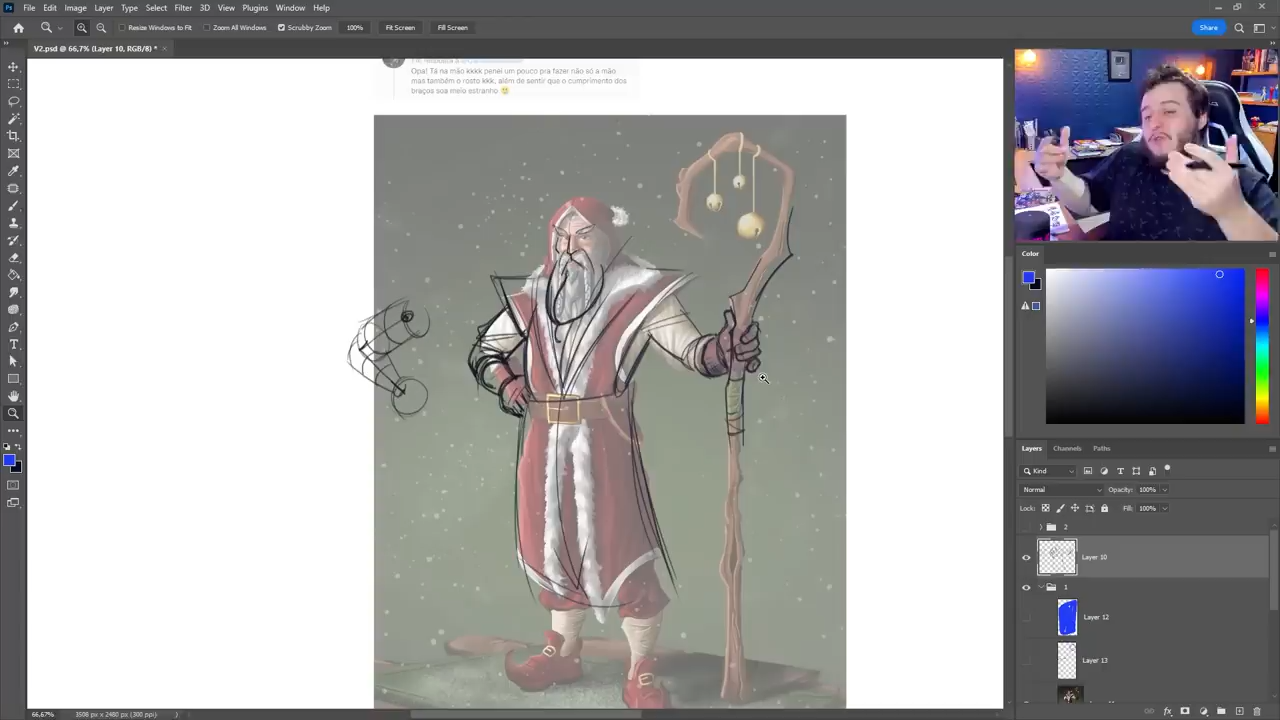 File Edit Image Layer Type Select Filter 3D View Plugins Window Help
Resize Windows to Fit Zoom All Windows Scrubby Zoom 100% Fit Screen Fill Screen Share
V2.psd @ 66,7% (Layer 10, RGB/8) *
Opa! Tá na mão kkkk penei um pouco pra fazer não só a mão
mas também o rosto kkk, além de sentir que o cumprimento dos
braços soa meio estranho
Color
Layers Channels Paths
Kind
Normal Opacity: 100%
Lock: Fill: 100%
2
Layer 10
1
Layer 12
Layer 13
66,67% 3508 px x 2480 px (300 ppi)